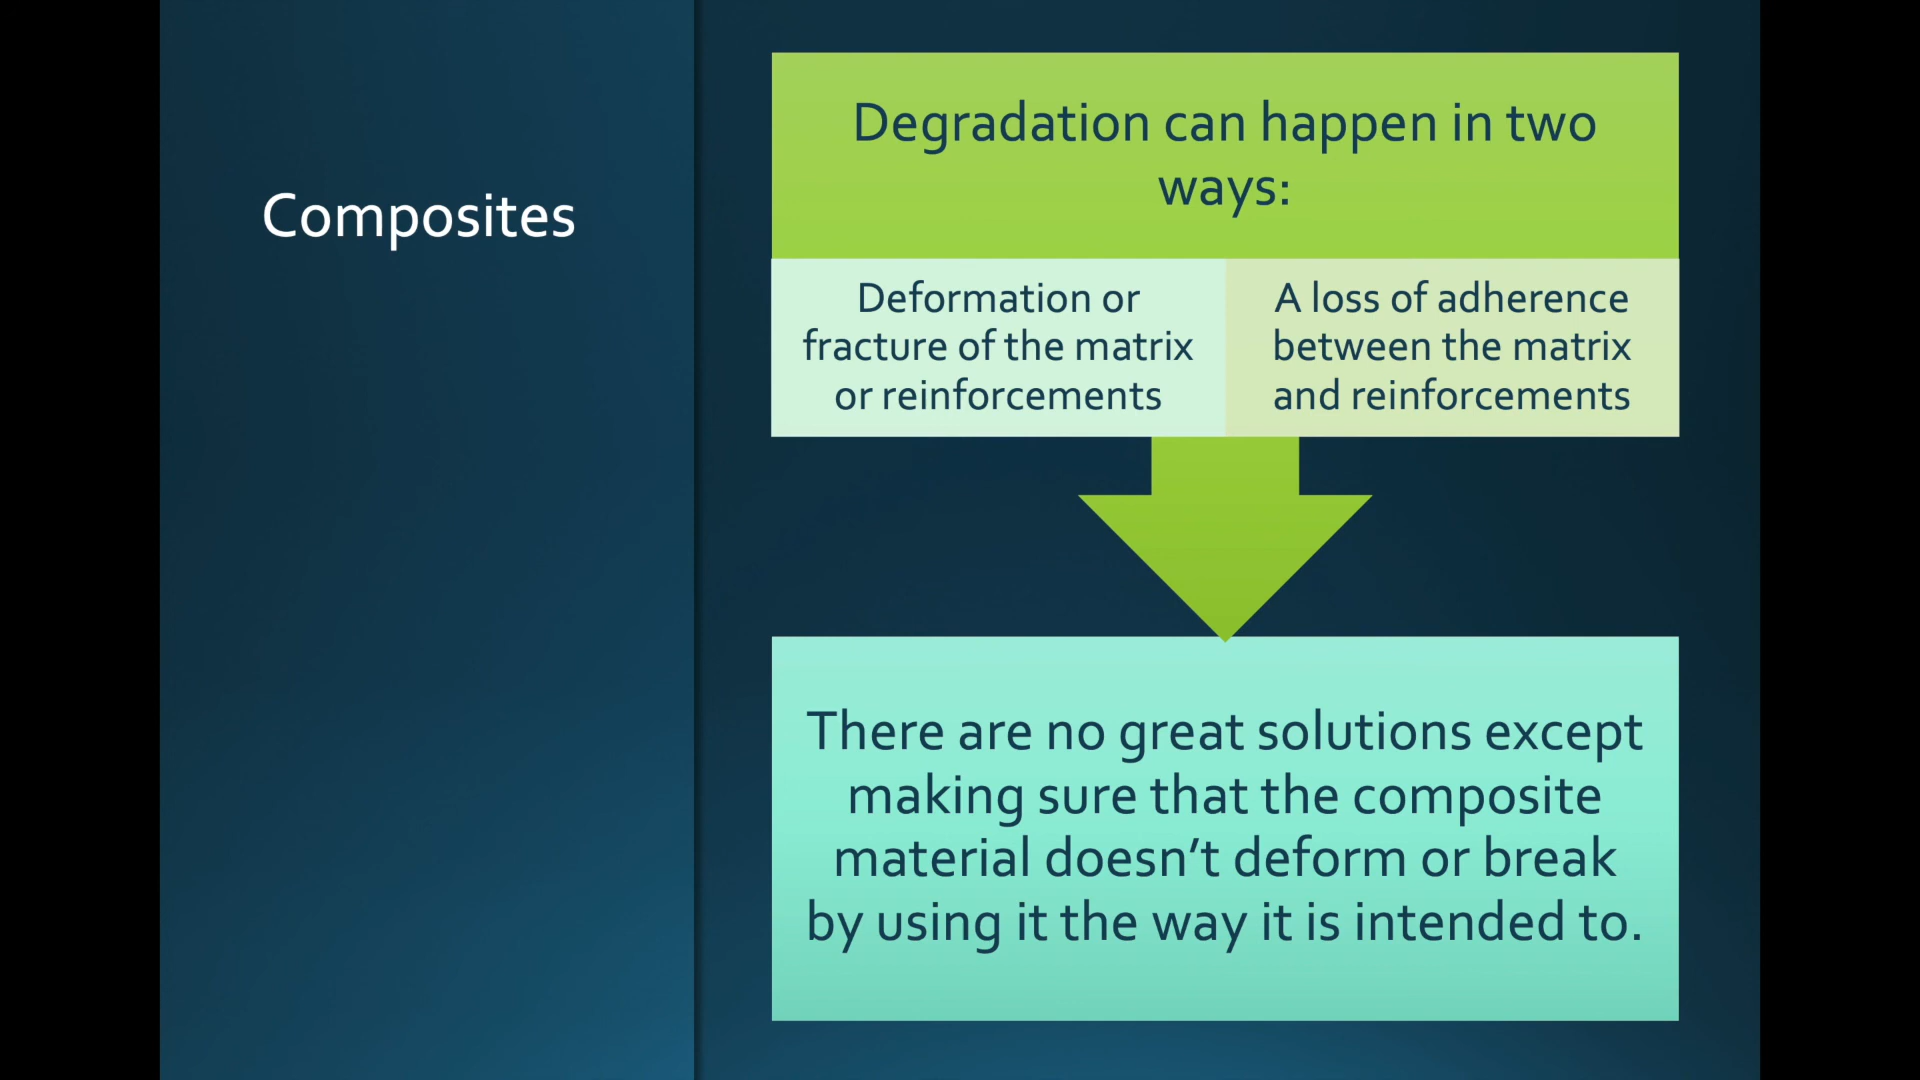 Composites
Degradation can happen in two
ways:
Deformation or
fracture of the matrix
or reinforcements
A loss of adherence
between the matrix
and reinforcements
There are no great solutions except
making sure that the composite
material doesn’t deform or break
by using it the way it is intended to.